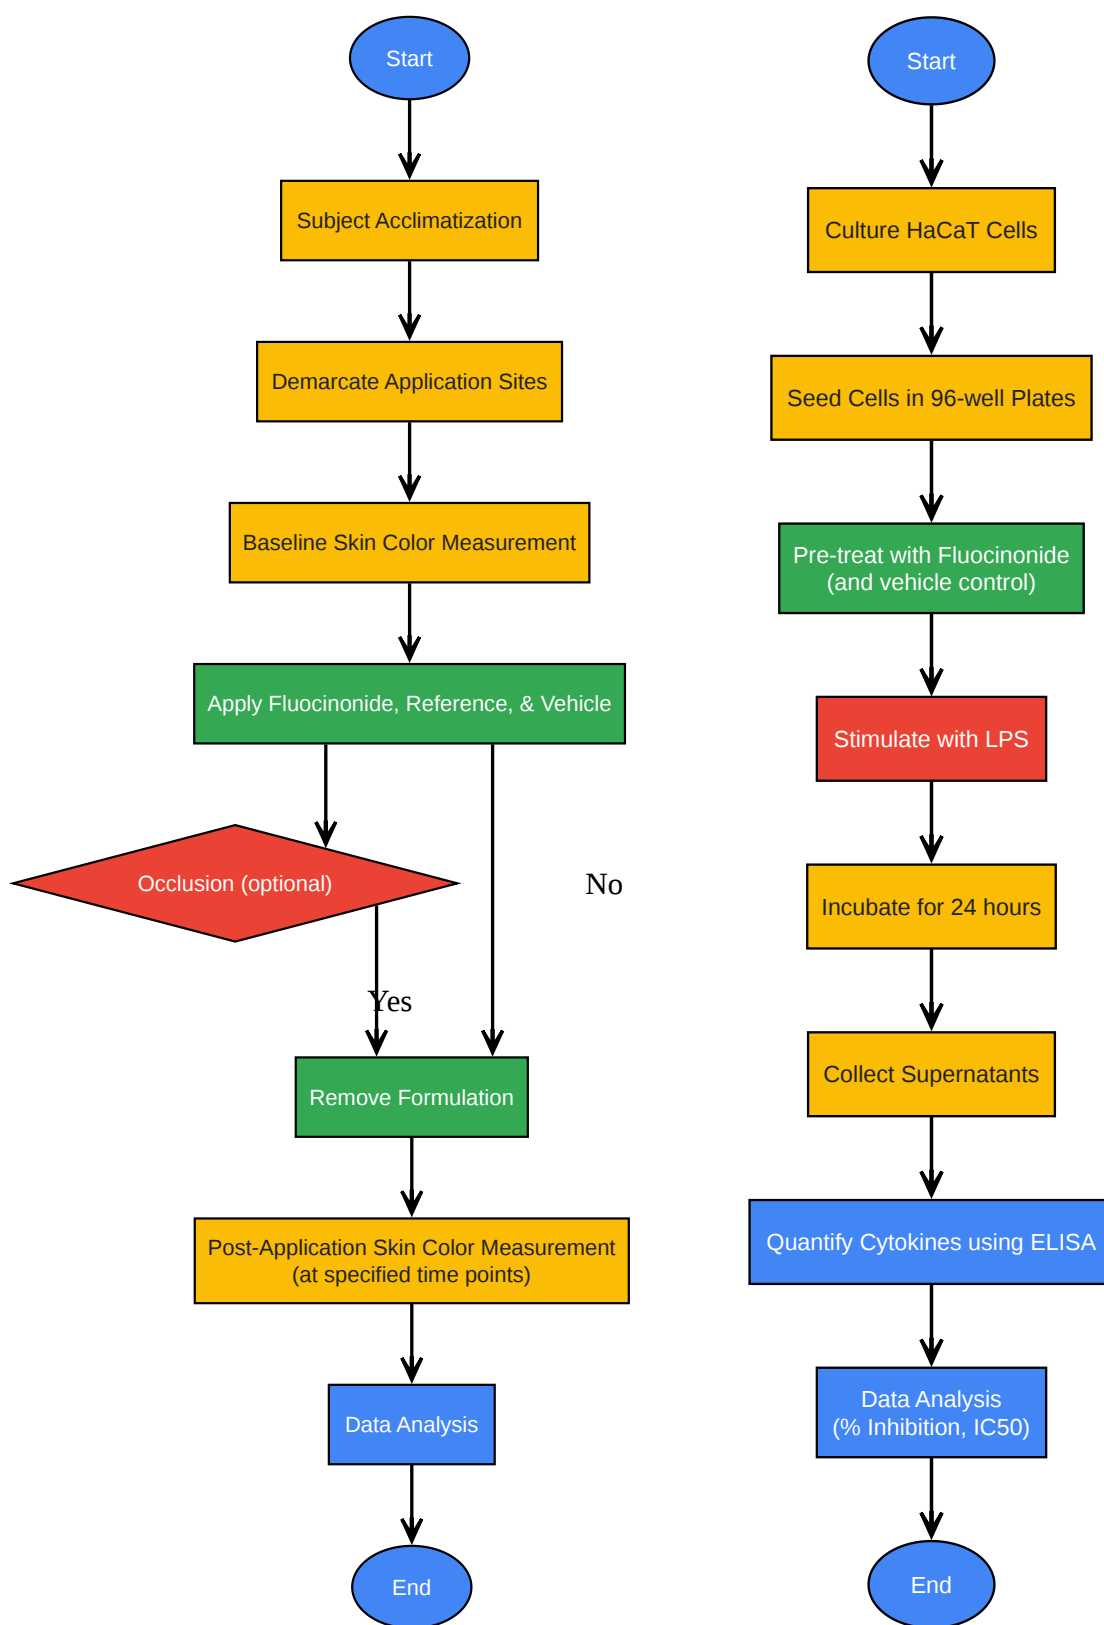 Start
Subject Acclimatization
Demarcate Application Sites
Baseline Skin Color Measurement
Apply Fluocinonide, Reference, & Vehicle
Occlusion (optional)
No
Yes
Remove Formulation
Post-Application Skin Color Measurement
(at specified time points)
Data Analysis
End
Start
Culture HaCaT Cells
Seed Cells in 96-well Plates
Pre-treat with Fluocinonide
(and vehicle control)
Stimulate with LPS
Incubate for 24 hours
Collect Supernatants
Quantify Cytokines using ELISA
Data Analysis
(% Inhibition, IC50)
End